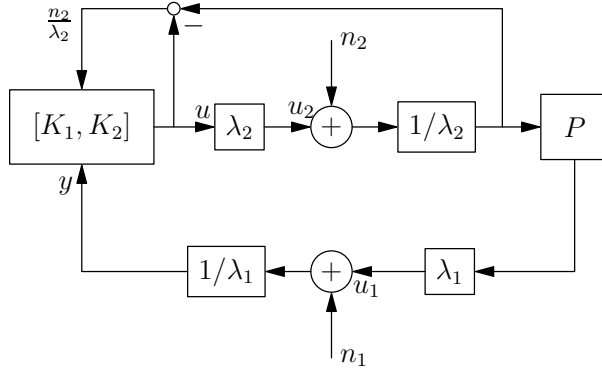 n₂/λ₂
−
n₂
[K₁, K₂]
u
λ₂
u₂
+
1/λ₂
P
y
1/λ₁
+
u₁
λ₁
n₁